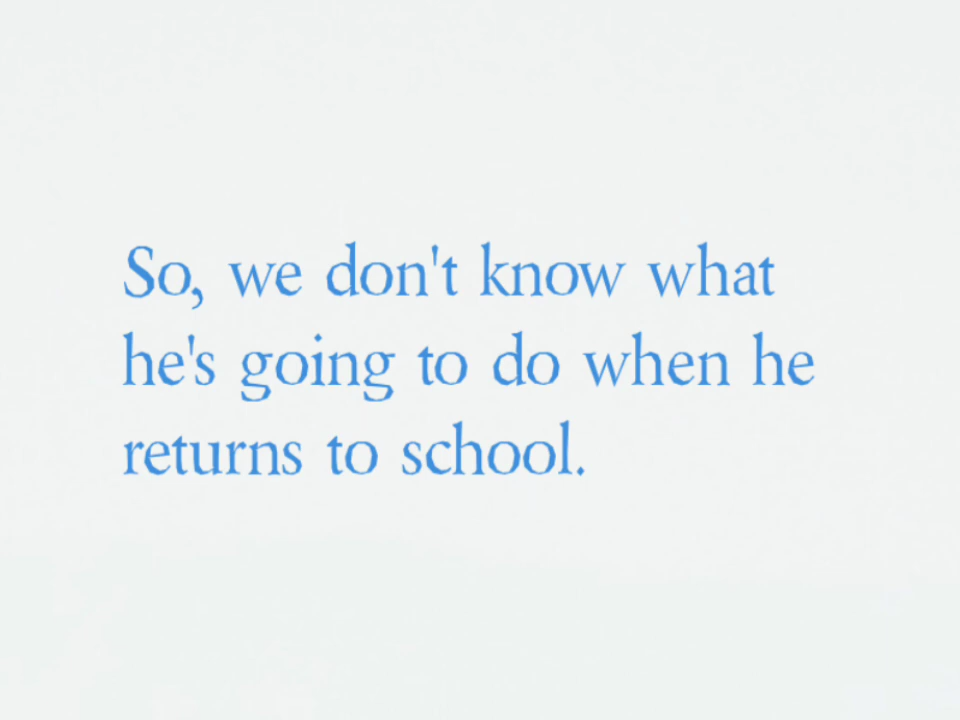 So, we don't know what
he's going to do when he
returns to school.